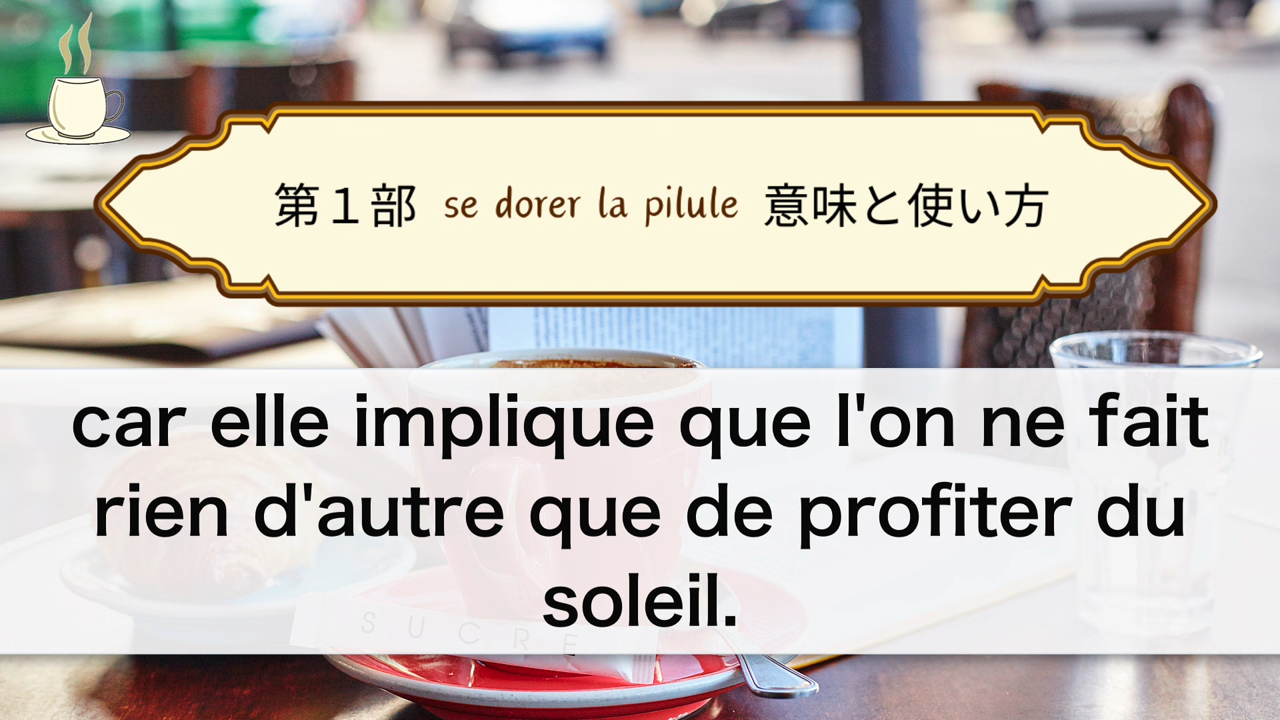 第１部 se dorer la pilule 意味と使い方
car elle implique que l'on ne fait
rien d'autre que de profiter du
soleil.
SUCRE